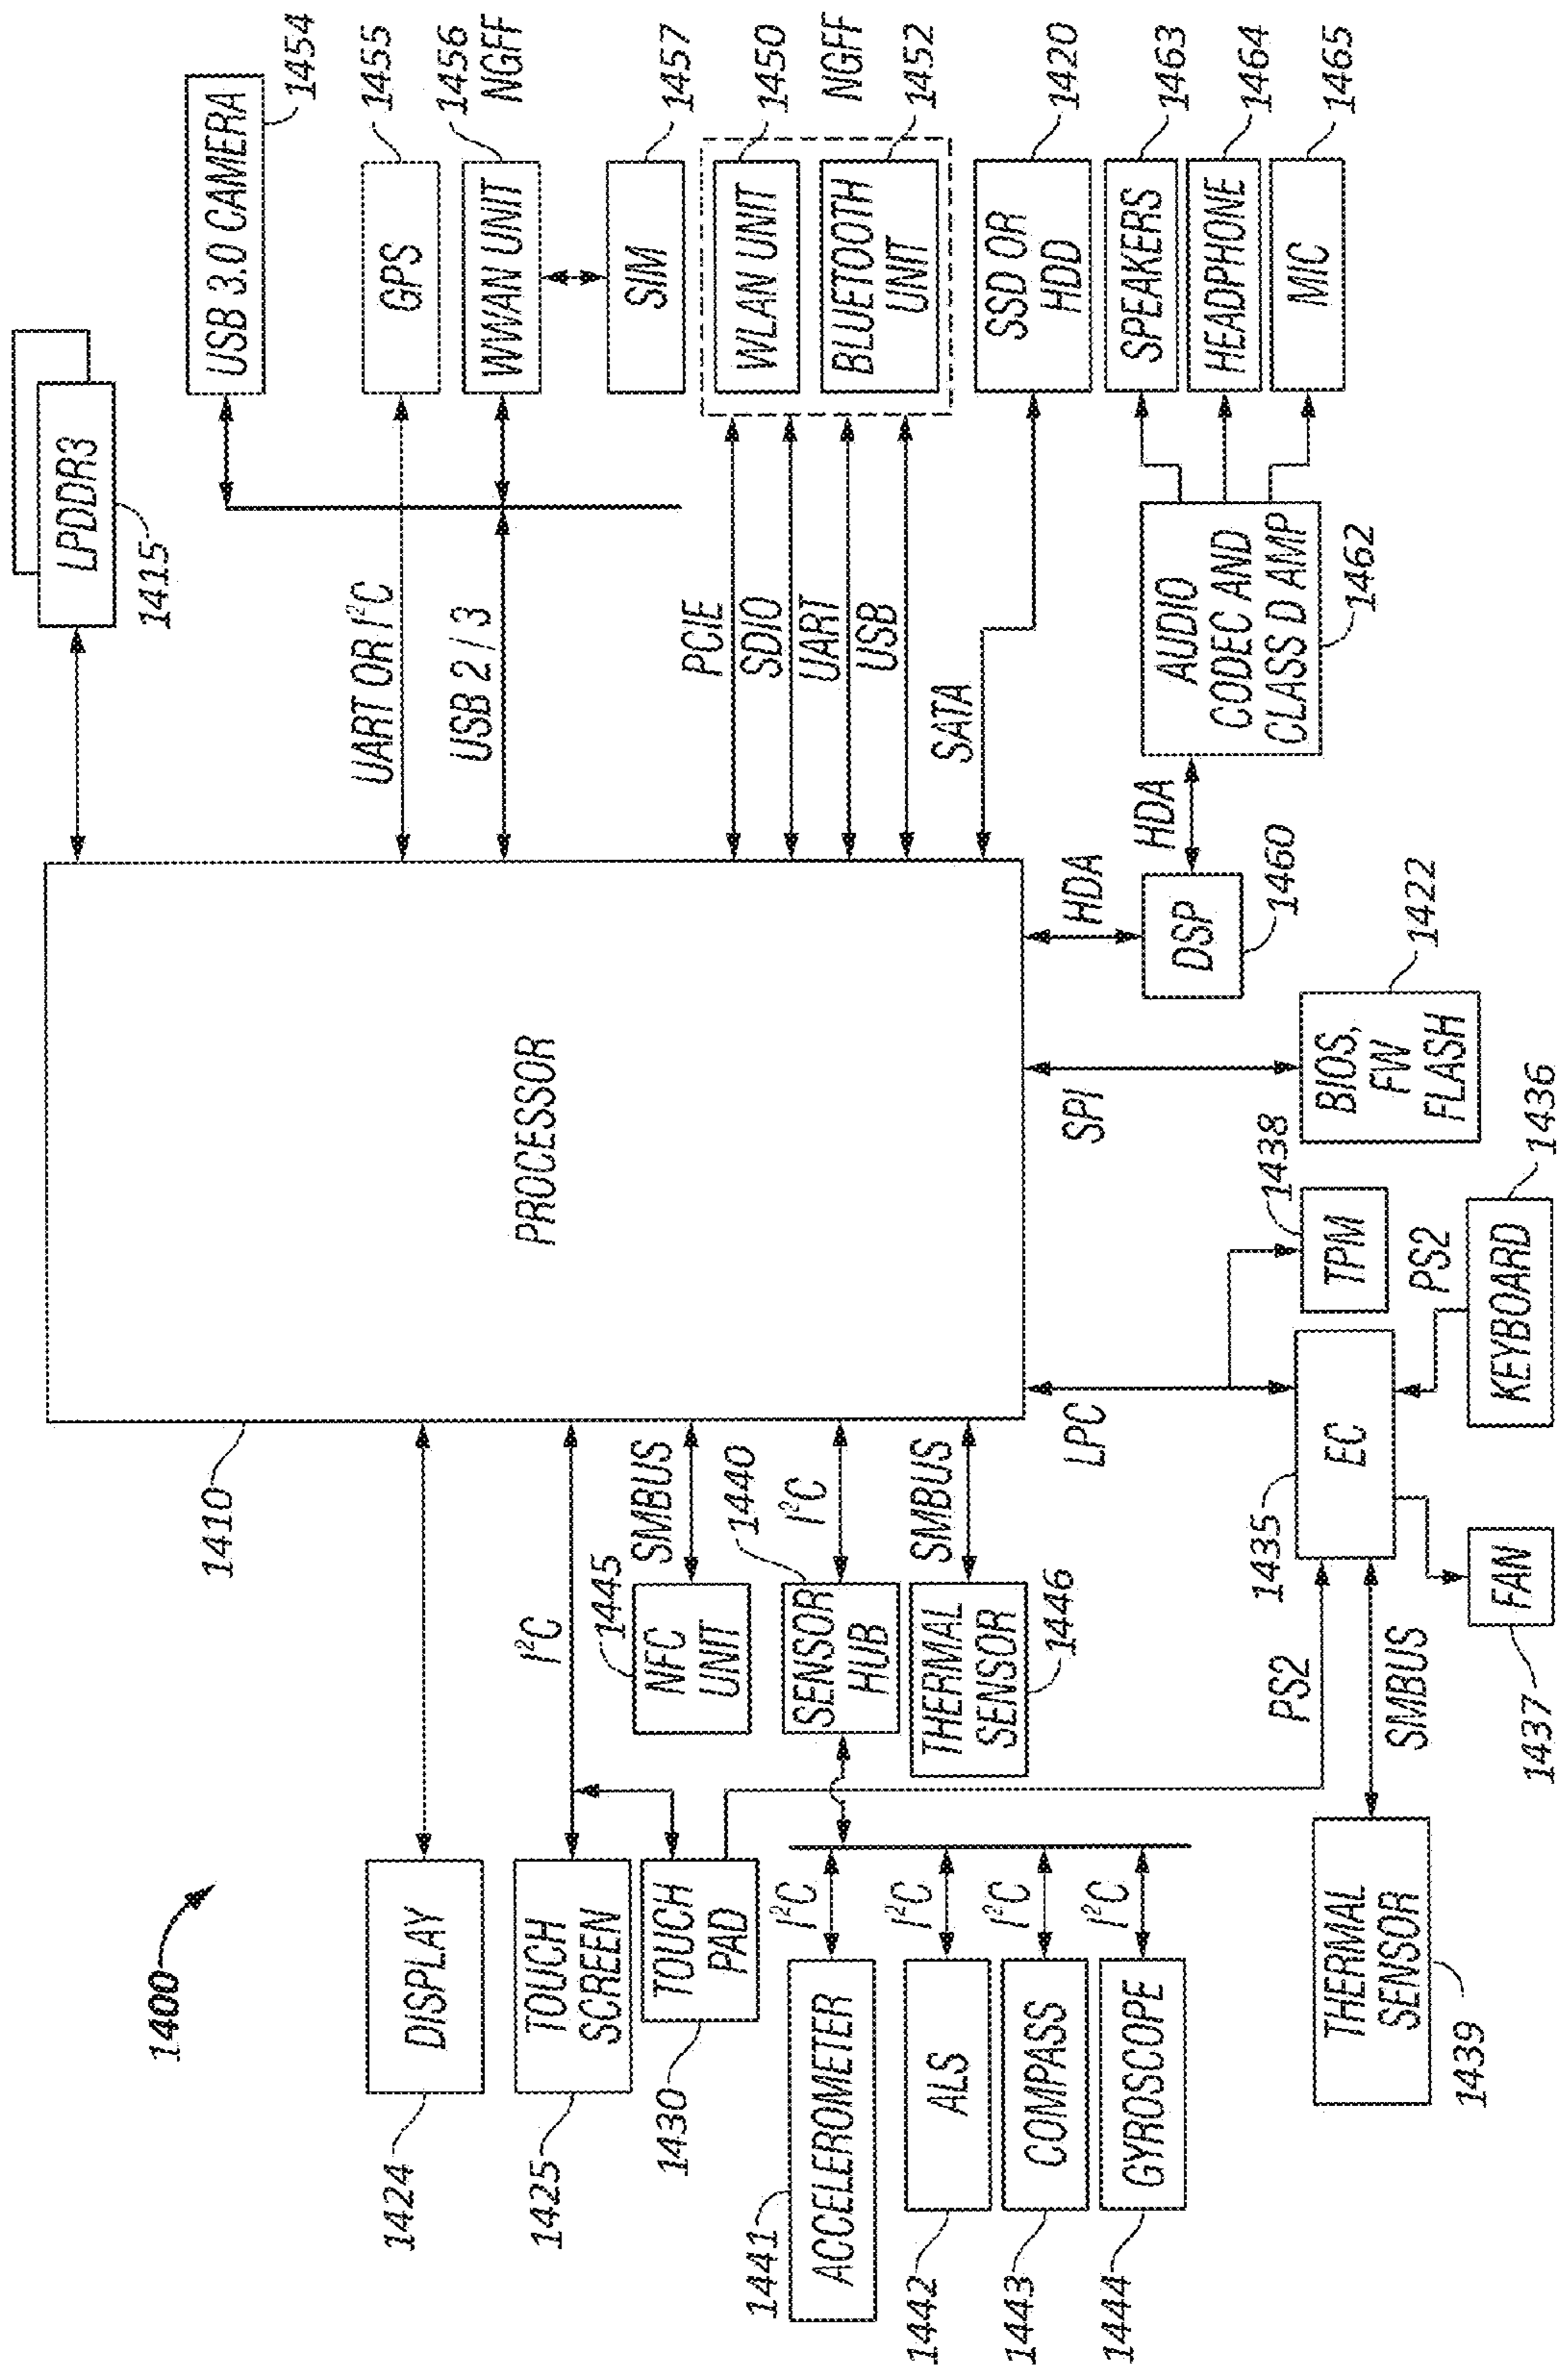 1400
1410
PROCESSOR
LPDDR3
1415
USB 3.0 CAMERA
1454
UART OR I²C
GPS
1455
USB 2 / 3
WWAN UNIT
1456
NGFF
SIM
1457
PCIE
SDIO
UART
USB
WLAN UNIT
1450
NGFF
BLUETOOTH
UNIT
1452
SATA
SSD OR
HDD
1420
HDA
DSP
1460
HDA
AUDIO
CODEC AND
CLASS D AMP
1462
SPEAKERS
1463
HEADPHONE
1464
MIC
1465
DISPLAY
1424
I²C
TOUCH
SCREEN
1425
TOUCH
PAD
1430
SMBUS
1445
NFC
UNIT
1440
I²C
SENSOR
HUB
SMBUS
THERMAL
SENSOR
1446
I²C
ACCELEROMETER
1441
I²C
ALS
1442
I²C
COMPASS
1443
I²C
GYROSCOPE
1444
PS2
SMBUS
THERMAL
SENSOR
1439
LPC
1435
EC
FAN
1437
TPM
1438
PS2
KEYBOARD
1436
SPI
BIOS,
FW
FLASH
1422